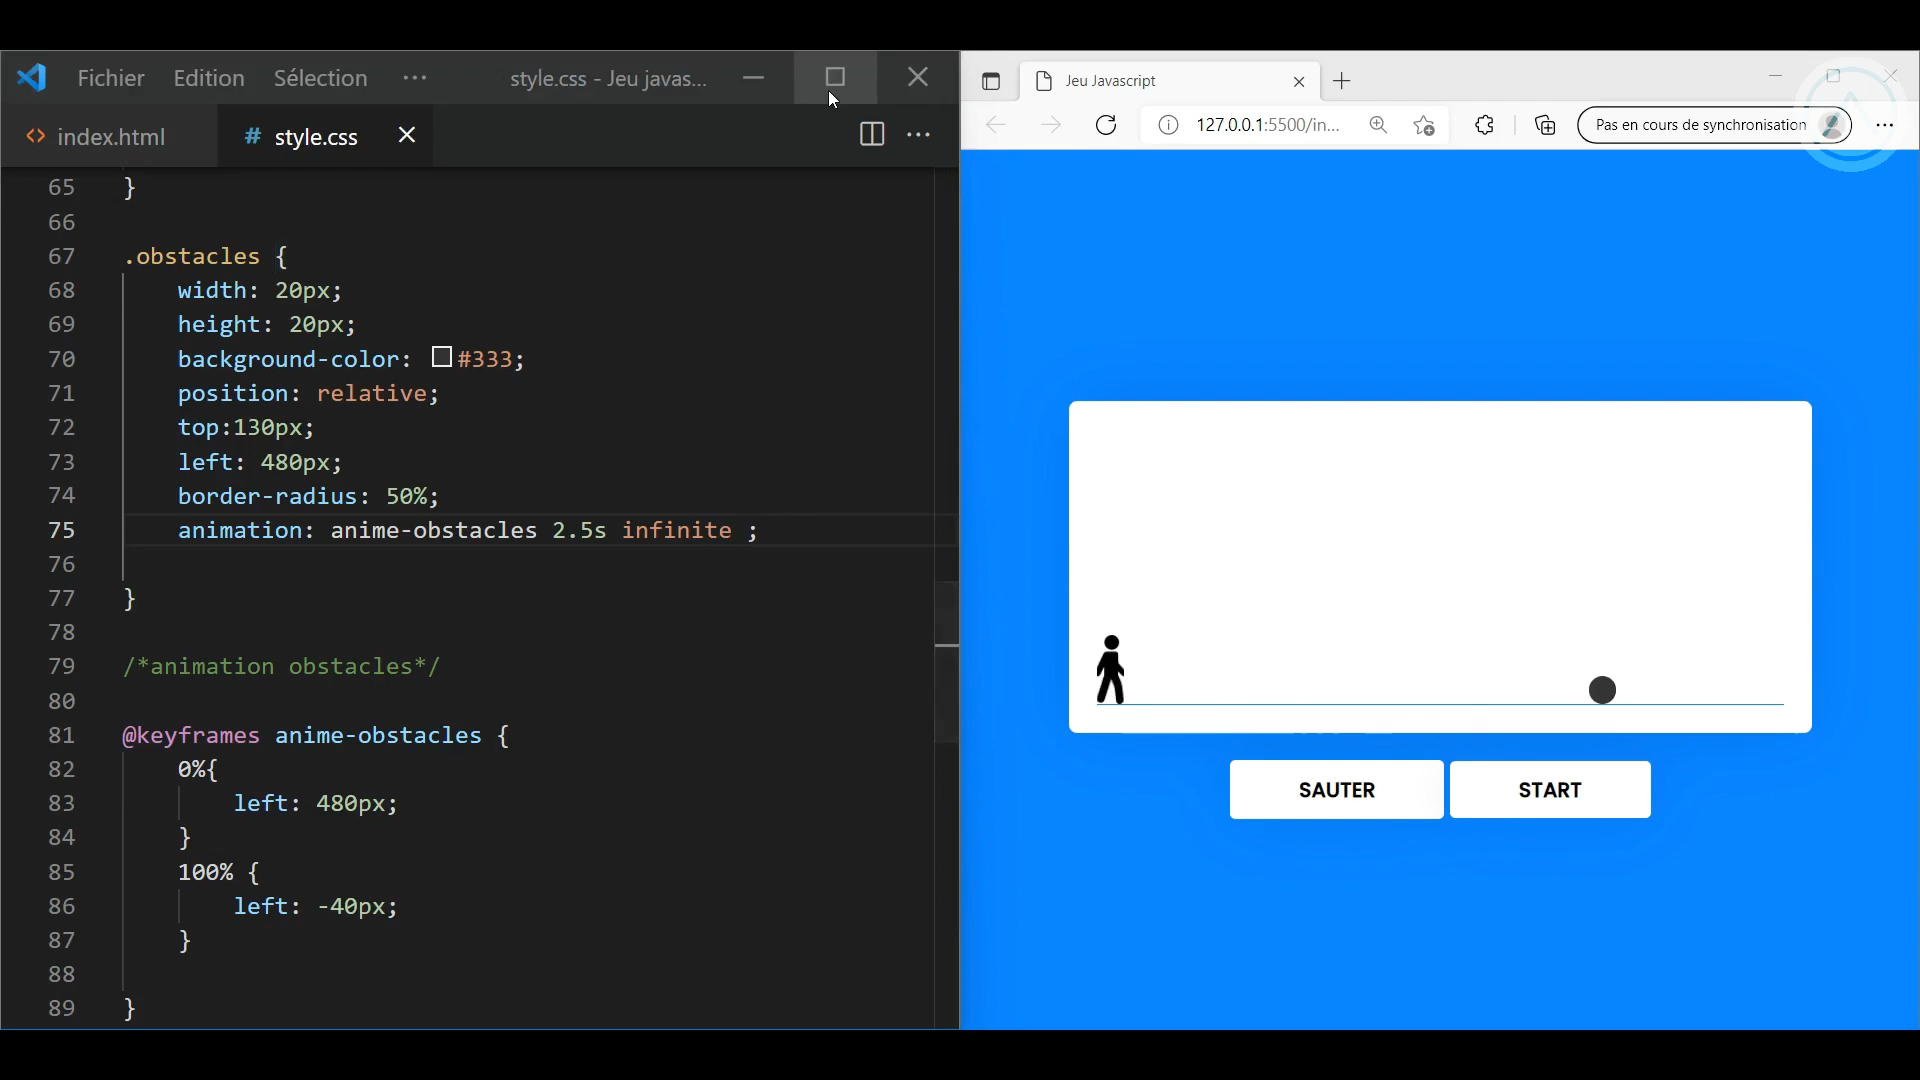 Fichier Edition Sélection ··· style.css - Jeu javas...
index.html # style.css
65 }
66
67 .obstacles {
68 width: 20px;
69 height: 20px;
70 background-color: #333;
71 position: relative;
72 top:130px;
73 left: 480px;
74 border-radius: 50%;
75 animation: anime-obstacles 2.5s infinite ;
76
77 }
78
79 /*animation obstacles*/
80
81 @keyframes anime-obstacles {
82 0%{
83 left: 480px;
84 }
85 100% {
86 left: -40px;
87 }
88
89 }
Jeu Javascript
127.0.0.1:5500/in... Pas en cours de synchronisation
SAUTER START